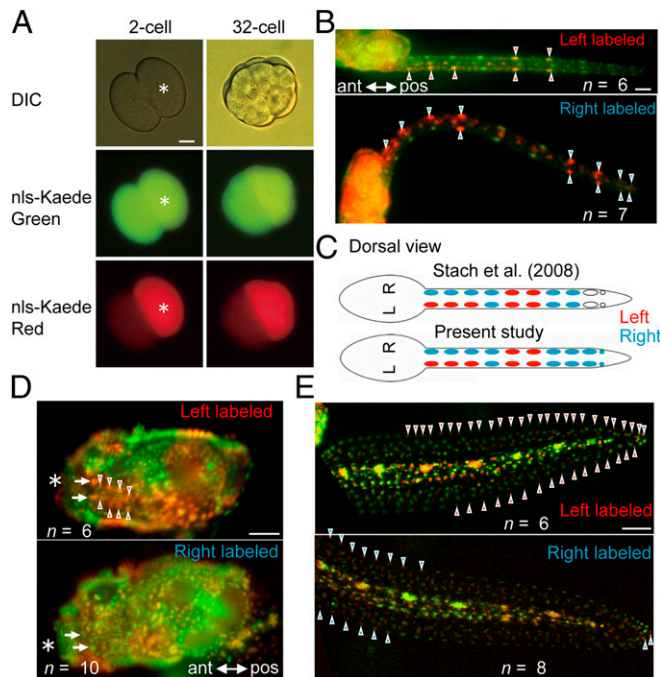 A
2-cell 32-cell
DIC
*
nls-Kaede
Green
*
nls-Kaede
Red
*
B
Left labeled
ant pos
n = 6
Right labeled
n = 7
C Dorsal view
Stach et al. (2008)
L R
Left
Right
Present study
L R
D
Left labeled
*
n = 6
Right labeled
*
n = 10
ant pos
E
n = 6
Left labeled
Right labeled
n = 8